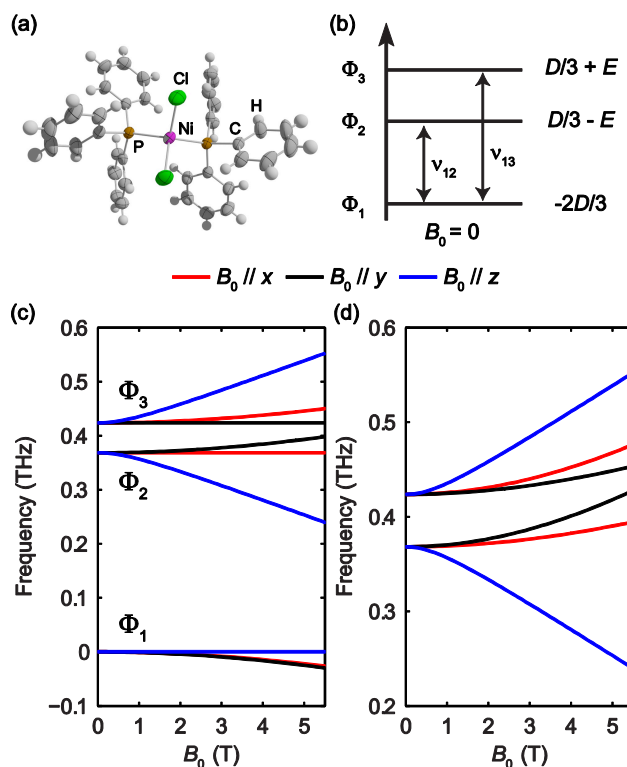 (a)
Cl
H
Ni
C
P
(b)
Φ3 D/3 + E
Φ2 D/3 - E
ν12 ν13
Φ1 -2D/3
B0 = 0
B0 // x B0 // y B0 // z
(c)
0.6
0.5
0.4
0.3
0.2
0.1
0
−0.1
Frequency (THz)
Φ3
Φ2
Φ1
0 1 2 3 4 5
B0 (T)
(d)
0.6
0.5
0.4
0.3
0.2
Frequency (THz)
0 1 2 3 4 5
B0 (T)